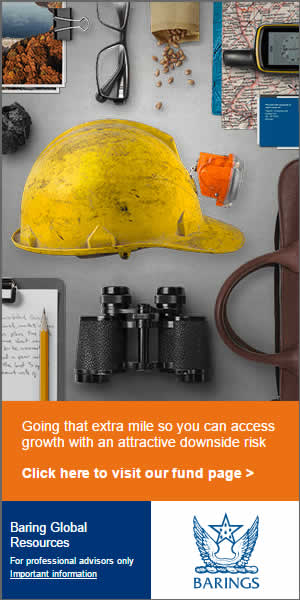 Going that extra mile so you can access
growth with an attractive downside risk
Click here to visit our fund page >
Baring Global
Resources
For professional advisors only
Important information
BARINGS